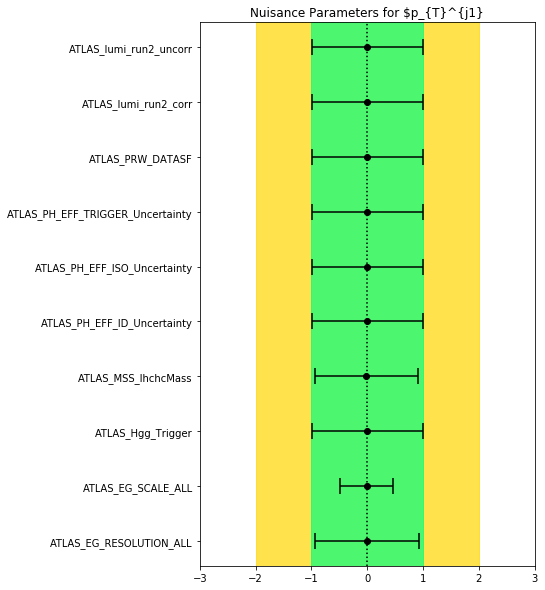 Nuisance Parameters for $p_{T}^{j1}
ATLAS_lumi_run2_uncorr
ATLAS_lumi_run2_corr
ATLAS_PRW_DATASF
ATLAS_PH_EFF_TRIGGER_Uncertainty
ATLAS_PH_EFF_ISO_Uncertainty
ATLAS_PH_EFF_ID_Uncertainty
ATLAS_MSS_lhchcMass
ATLAS_Hgg_Trigger
ATLAS_EG_SCALE_ALL
ATLAS_EG_RESOLUTION_ALL
−3 −2 −1 0 1 2 3